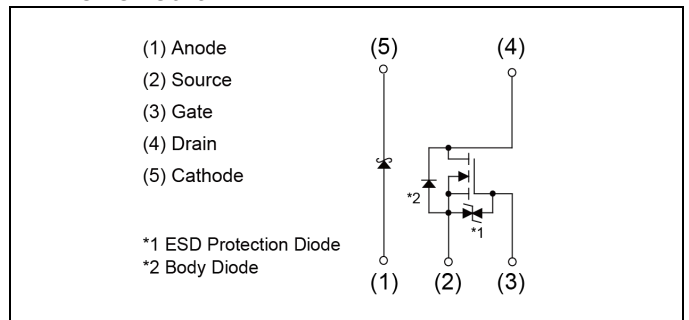 (1) Anode
(2) Source
(3) Gate
(4) Drain
(5) Cathode
*1 ESD Protection Diode
*2 Body Diode
(5) (4)
*2
*1
(1) (2) (3)